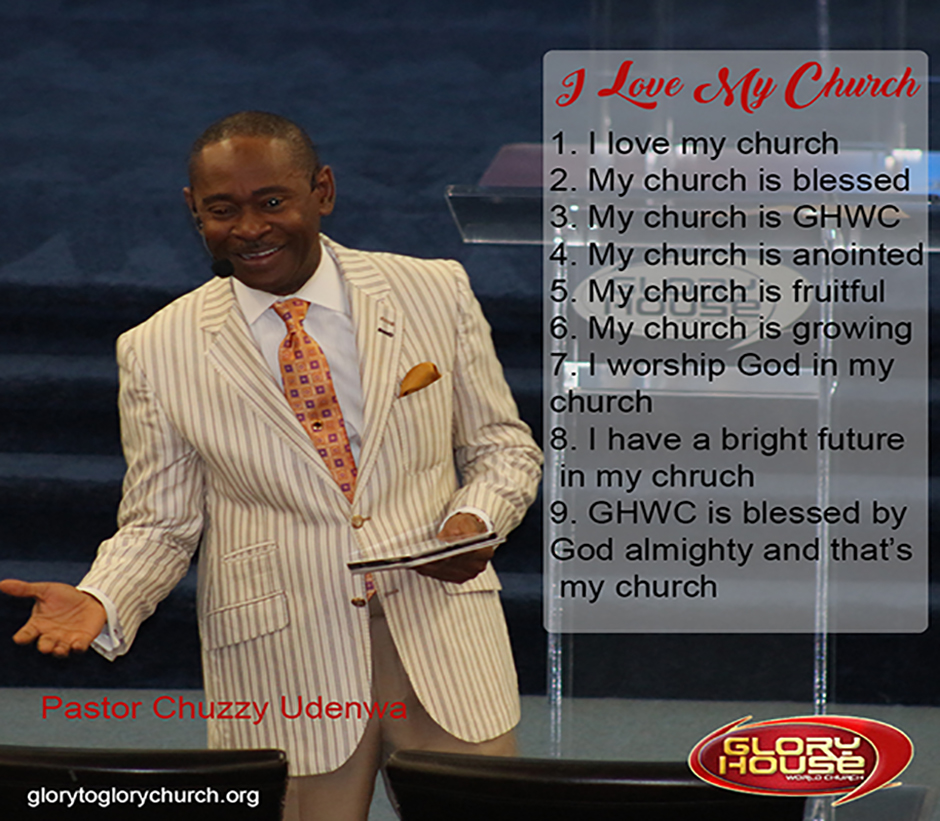 I Love My Church
1. I love my church
2. My church is blessed
3. My church is GHWC
4. My church is anointed
5. My church is fruitful
6. My church is growing
7. I worship God in my
church
8. I have a bright future
in my chruch
9. GHWC is blessed by
God almighty and that's
my church
GLORY
HOUSE
Pastor Chuzzy Udenwa
GLORY
HOUSE
WORLD CHURCH
glorytoglorychurch.org